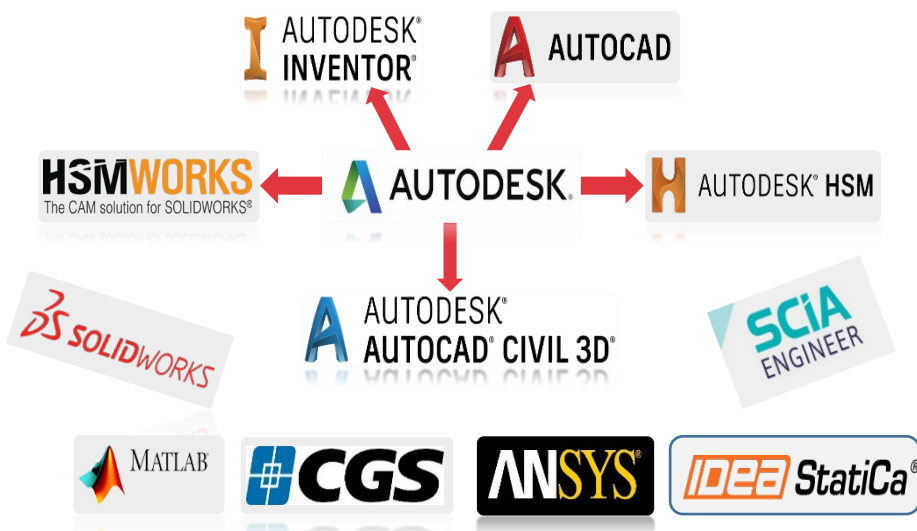 AUTODESK®
INVENTOR®
AUTOCAD
HSMWORKS
The CAM solution for SOLIDWORKS®
AUTODESK®
AUTODESK® HSM
AUTODESK®
AUTOCAD® CIVIL 3D®
SOLIDWORKS
SCiA
ENGINEER
MATLAB®
CGS
ANSYS®
IDEA StatiCa®